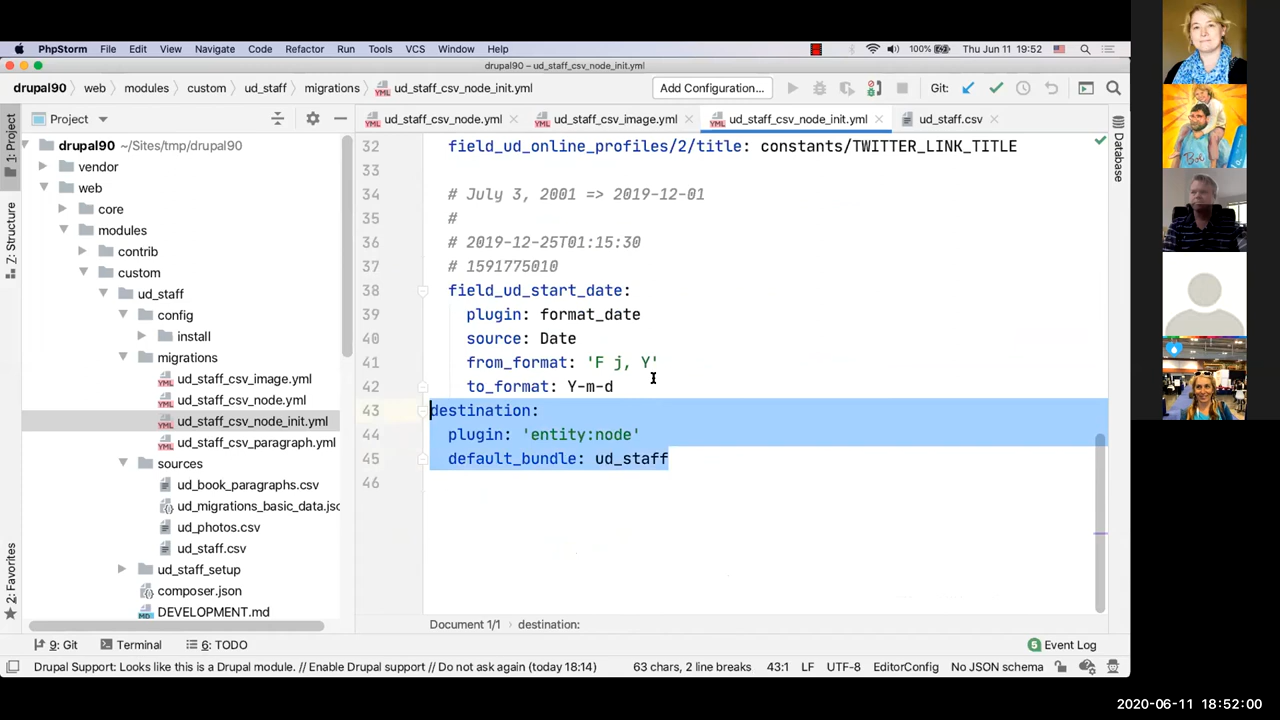 PhpStorm File Edit View Navigate Code Refactor Run Tools VCS Window Help 100% Thu Jun 11 19:52
drupal90 – ud_staff_csv_node_init.yml
drupal90 web modules custom ud_staff migrations ud_staff_csv_node_init.yml Add Configuration... Git:
Project ud_staff_csv_node.yml ud_staff_csv_image.yml ud_staff_csv_node_init.yml ud_staff.csv
1: Project
Z: Structure
2: Favorites
Database
drupal90 ~/Sites/tmp/drupal90
vendor
web
core
modules
contrib
custom
ud_staff
config
install
migrations
ud_staff_csv_image.yml
ud_staff_csv_node.yml
ud_staff_csv_node_init.yml
ud_staff_csv_paragraph.yml
sources
ud_book_paragraphs.csv
ud_migrations_basic_data.jsc
ud_photos.csv
ud_staff.csv
ud_staff_setup
composer.json
DEVELOPMENT.md
32 field_ud_online_profiles/2/title: constants/TWITTER_LINK_TITLE
33
34 # July 3, 2001 => 2019-12-01
35 #
36 # 2019-12-25T01:15:30
37 # 1591775010
38 field_ud_start_date:
39 plugin: format_date
40 source: Date
41 from_format: 'F j, Y'
42 to_format: Y-m-d
43 destination:
44 plugin: 'entity:node'
45 default_bundle: ud_staff
46
Document 1/1 destination:
9: Git Terminal 6: TODO 5 Event Log
Drupal Support: Looks like this is a Drupal module. // Enable Drupal support // Do not ask again (today 18:14) 63 chars, 2 line breaks 43:1 LF UTF-8 EditorConfig No JSON schema
2020-06-11 18:52:00